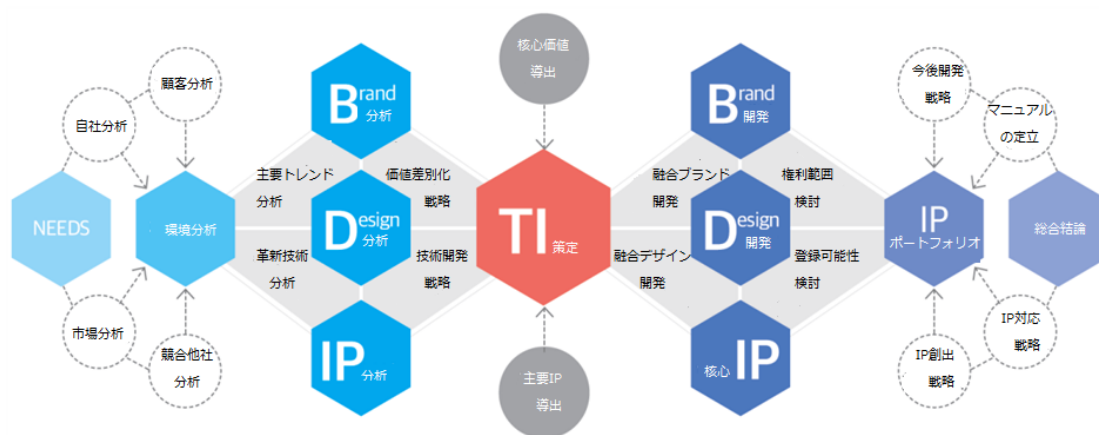 NEEDS
自社分析
顧客分析
市場分析
競合他社
分析
環境分析
主要トレンド
分析
価値差別化
戦略
革新技術
分析
技術開発
戦略
Brand
分析
Design
分析
IP 分析
核心価値
導出
TI 策定
主要IP
導出
融合ブランド
開発
権利範囲
検討
融合デザイン
開発
登録可能性
検討
Brand
開発
Design
開発
核心 IP
IP
ポートフォリオ
今後開発
戦略
マニュアル
の定立
IP対応
戦略
IP創出
戦略
総合結論